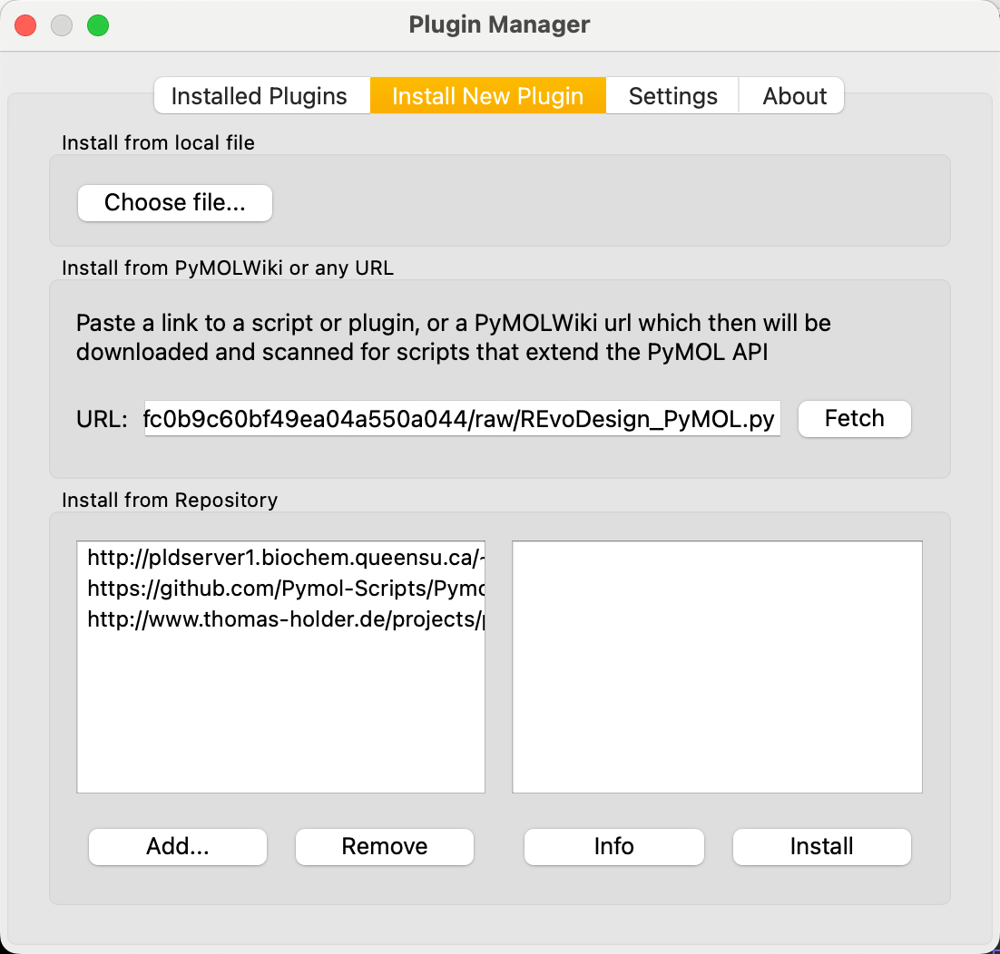 Plugin Manager
Installed Plugins Install New Plugin Settings About
Install from local file
Choose file...
Install from PyMOLWiki or any URL
Paste a link to a script or plugin, or a PyMOLWiki url which then will be
downloaded and scanned for scripts that extend the PyMOL API
URL: fc0b9c60bf49ea04a550a044/raw/REvoDesign_PyMOL.py Fetch
Install from Repository
http://pldserver1.biochem.queensu.ca/~
https://github.com/Pymol-Scripts/Pymo
http://www.thomas-holder.de/projects/p
Add... Remove Info Install